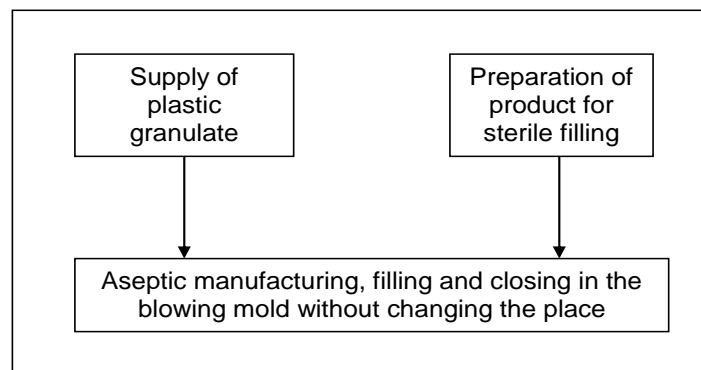 Supply of
plastic
granulate
Preparation of
product for
sterile filling
Aseptic manufacturing, filling and closing in the
blowing mold without changing the place